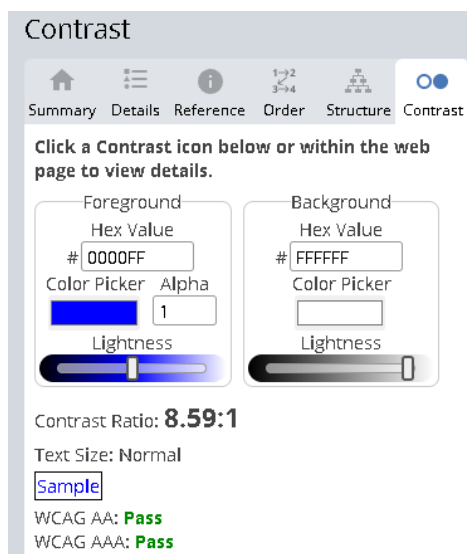 Contrast
1→2
3→4
Summary Details Reference Order Structure Contrast
Click a Contrast icon below or within the web
page to view details.
Foreground
Hex Value
# 0000FF
Color Picker Alpha
1
Lightness
Background
Hex Value
# FFFFFF
Color Picker
Lightness
Contrast Ratio: 8.59:1
Text Size: Normal
Sample
WCAG AA: Pass
WCAG AAA: Pass